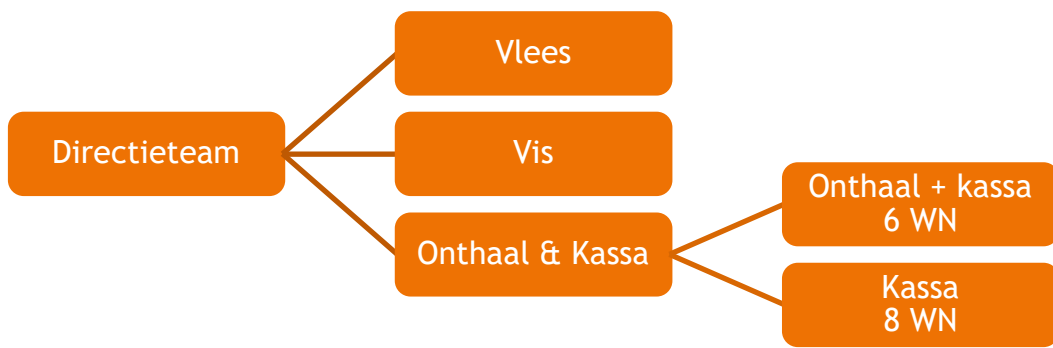 Directieteam
Vlees
Vis
Onthaal & Kassa
Onthaal + kassa
6 WN
Kassa
8 WN